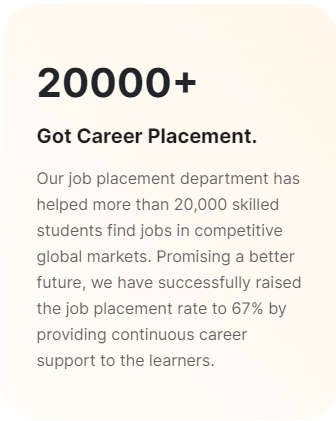 20000+
Got Career Placement.
Our job placement department has
helped more than 20,000 skilled
students find jobs in competitive
global markets. Promising a better
future, we have successfully raised
the job placement rate to 67% by
providing continuous career
support to the learners.